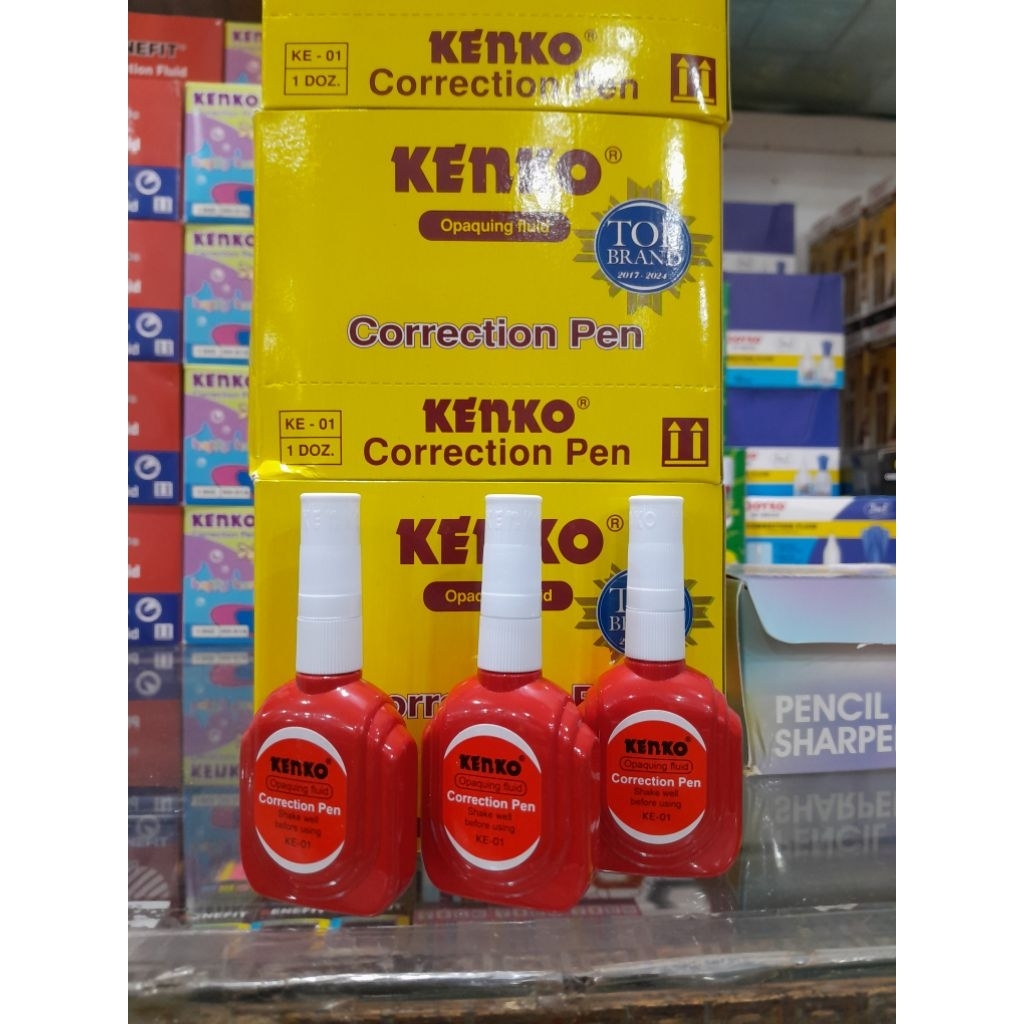 KE - 01
1 DOZ.
KENKO®
Correction Pen
KENKO®
Opaquing fluid
TOP
BRAND
2017 - 2024
Correction Pen
KE - 01
1 DOZ.
KENKO®
Correction Pen
KENKO
KENKO
KENKO
KENKO
KENKO
Opaquing fluid
Correction Pen
Shake well
before using
KE-01
KENKO
Opaquing fluid
Correction Pen
Shake well
before using
KE-01
KENKO
Opaquing fluid
Correction Pen
Shake well
before using
KE-01
PENCIL
SHARPE